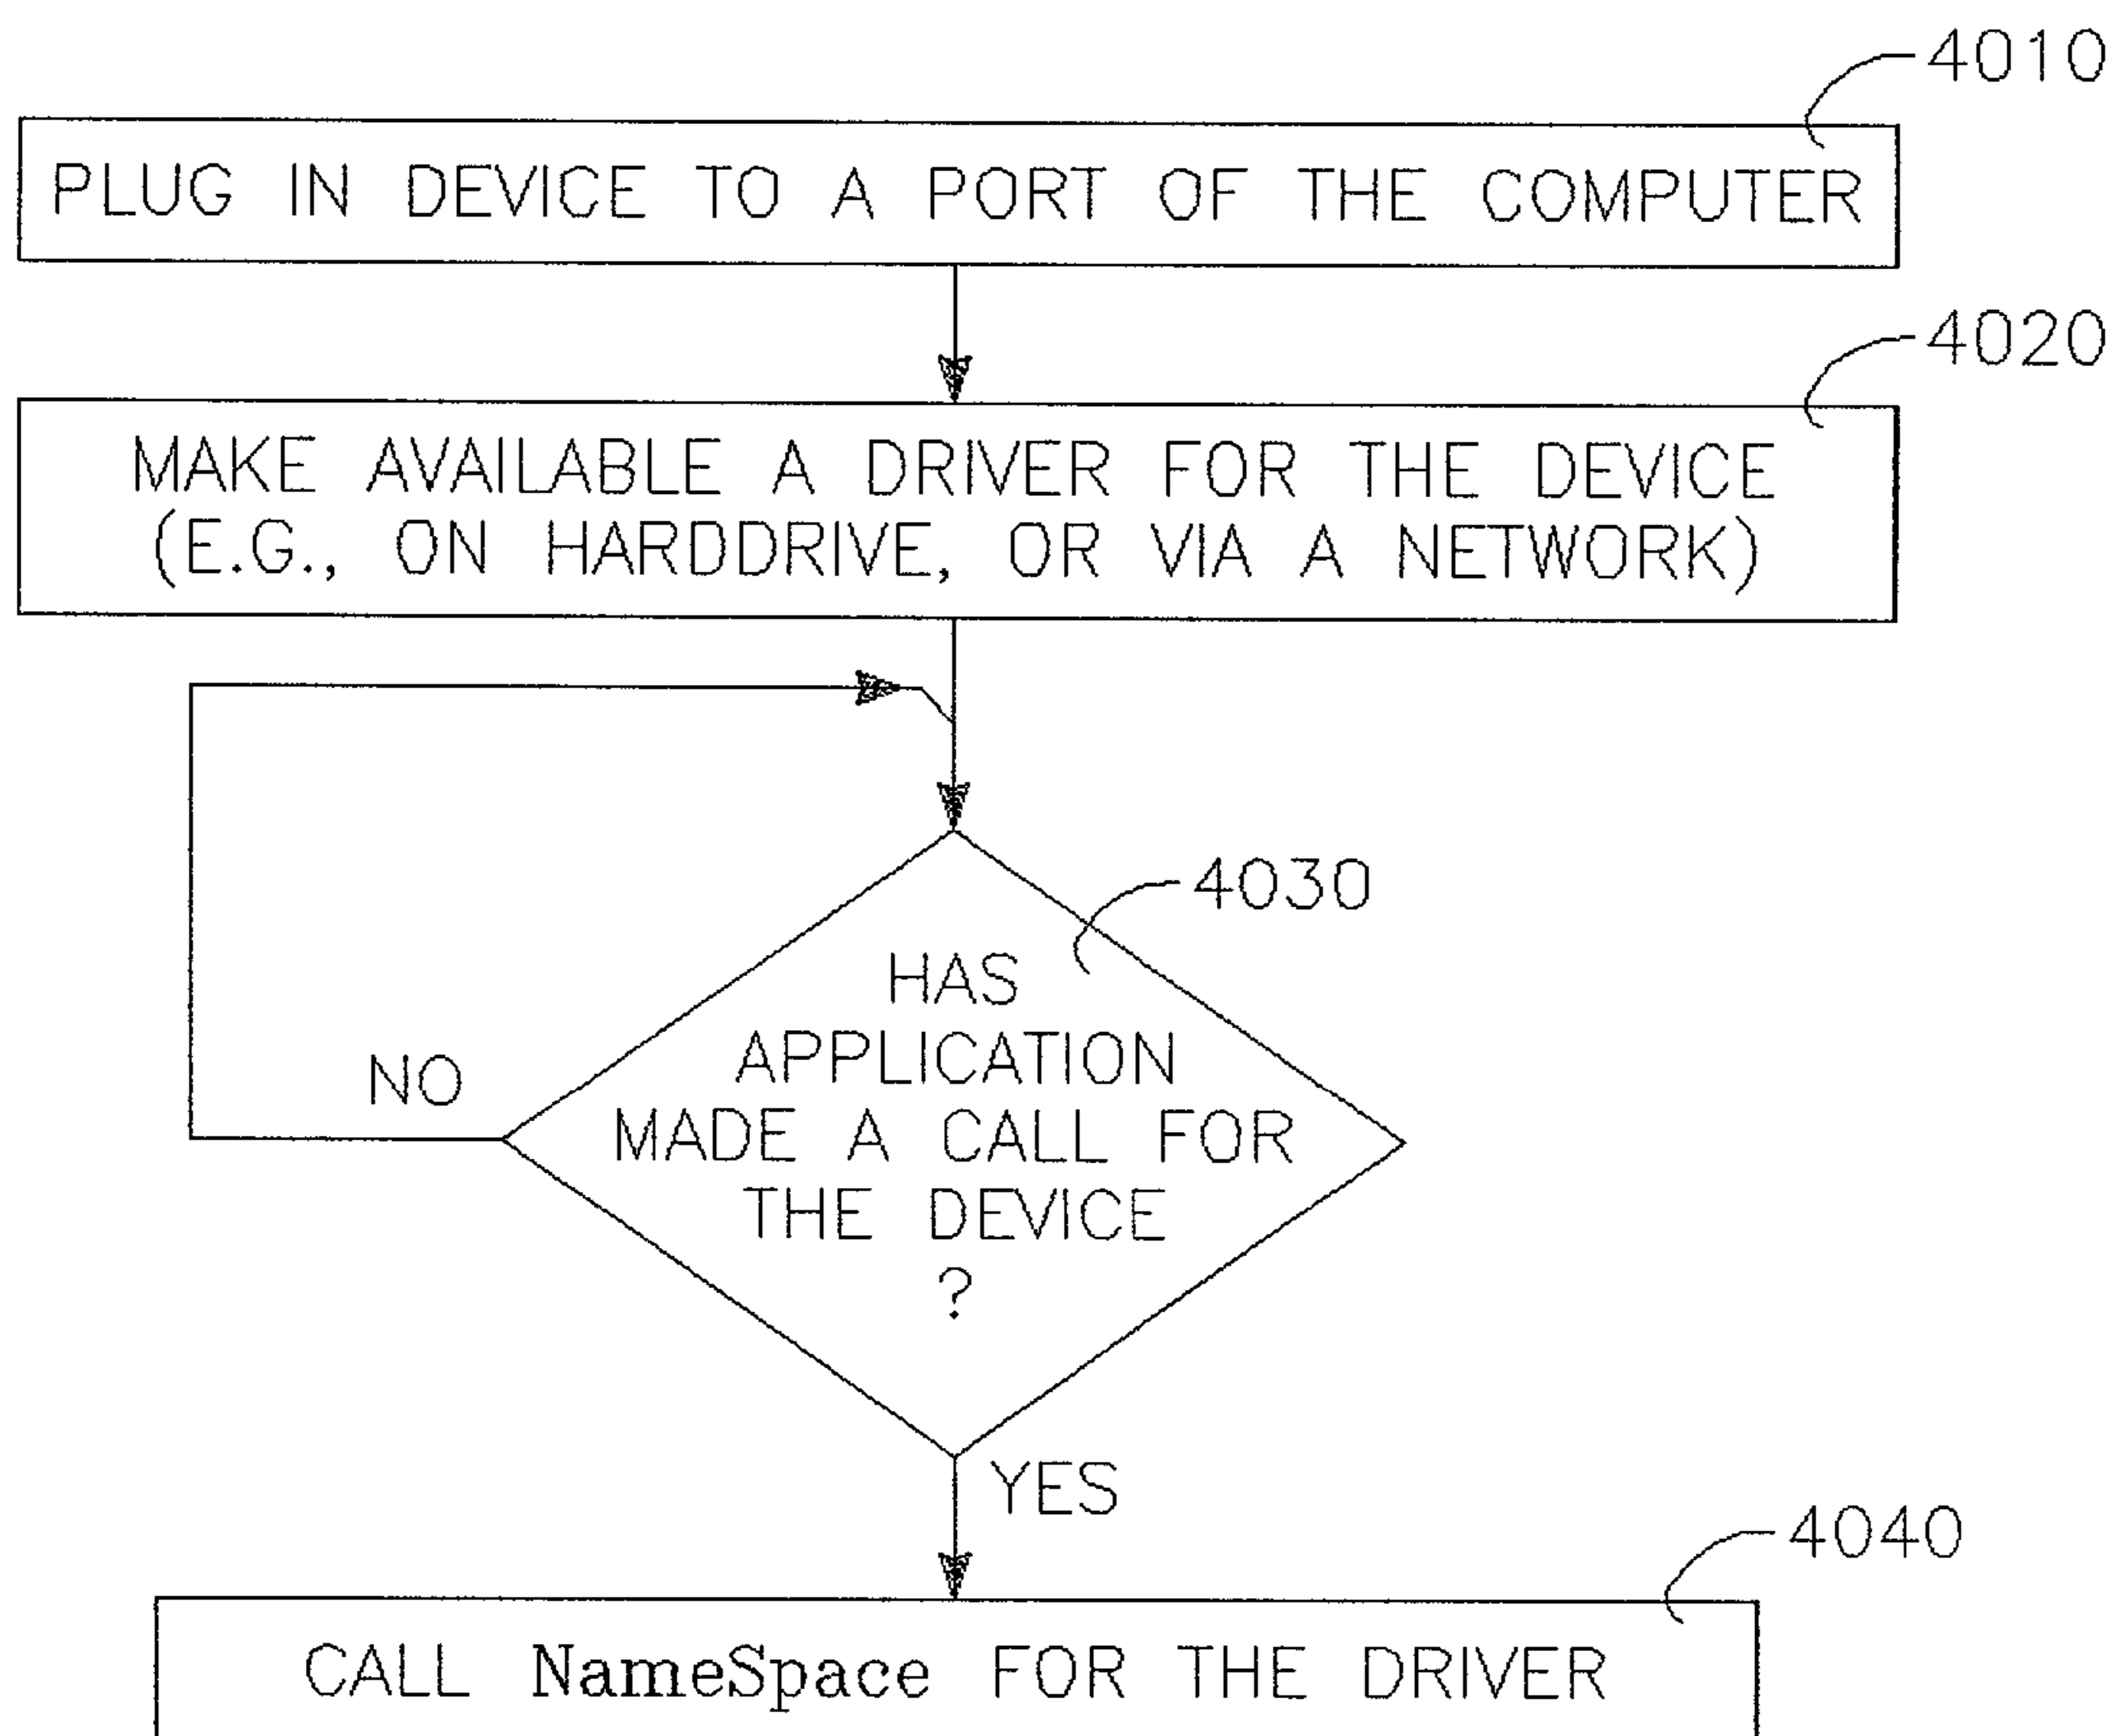 4010
PLUG IN DEVICE TO A PORT OF THE COMPUTER
4020
MAKE AVAILABLE A DRIVER FOR THE DEVICE
(E.G., ON HARDDRIVE, OR VIA A NETWORK)
4030
HAS
APPLICATION
MADE A CALL FOR
THE DEVICE
?
NO
YES
4040
CALL NameSpace FOR THE DRIVER